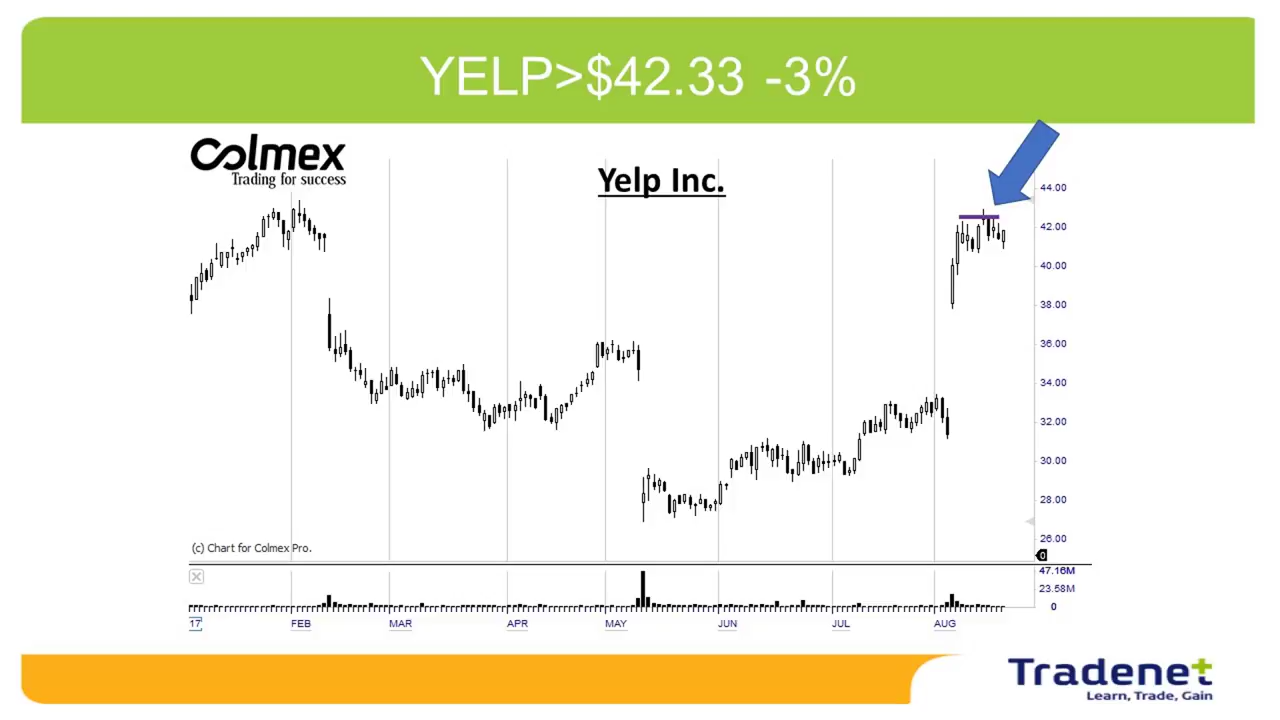 YELP>$42.33 -3%
Colmex
Trading for success
Yelp Inc.
44.00
42.00
40.00
38.00
36.00
34.00
32.00
30.00
28.00
26.00
(c) Chart for Colmex Pro.
0
47.16M
23.58M
0
17 FEB MAR APR MAY JUN JUL AUG
Tradenet
Learn, Trade, Gain